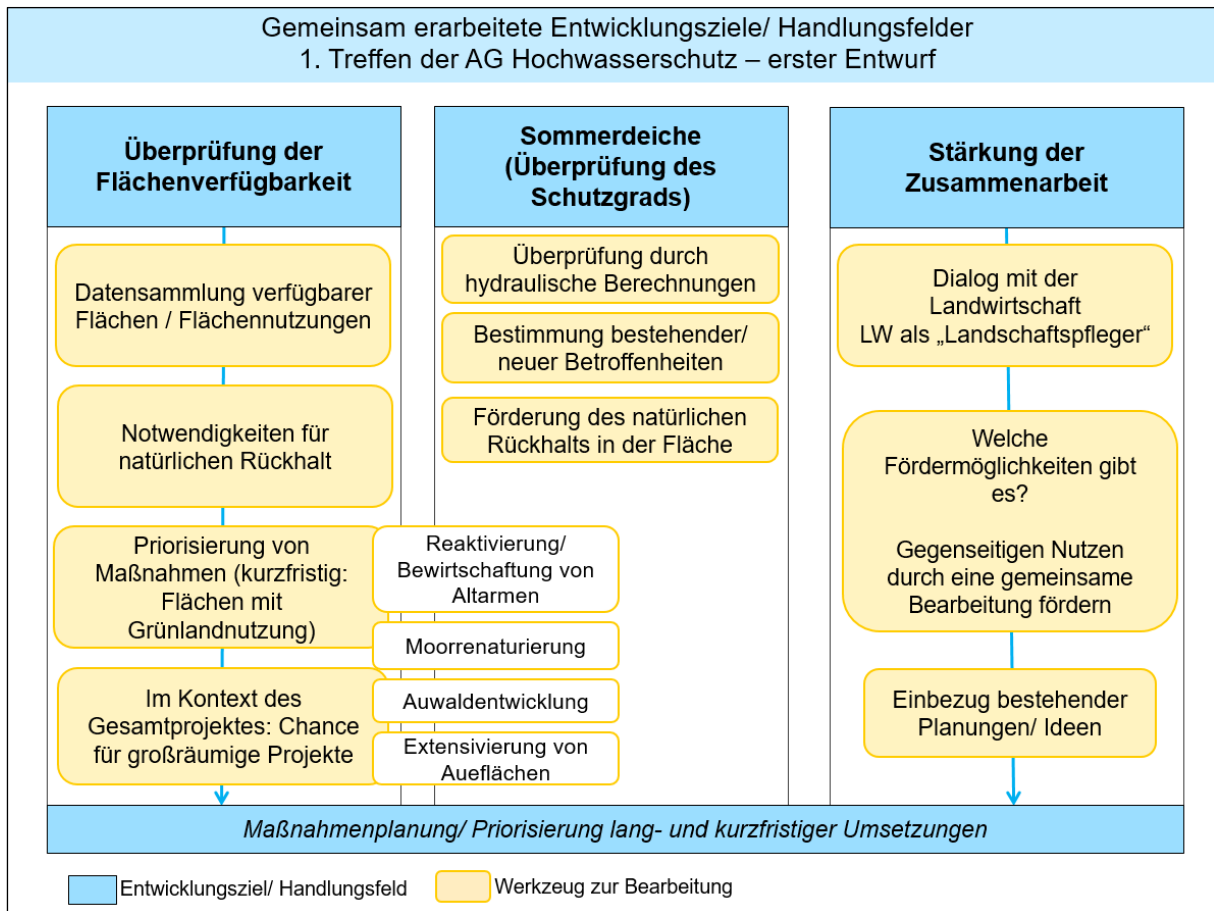 Gemeinsam erarbeitete Entwicklungsziele/ Handlungsfelder
1. Treffen der AG Hochwasserschutz – erster Entwurf
Überprüfung der
Flächenverfügbarkeit
Datensammlung verfügbarer
Flächen / Flächennutzungen
Notwendigkeiten für
natürlichen Rückhalt
Priorisierung von
Maßnahmen (kurzfristig:
Flächen mit
Grünlandnutzung)
Im Kontext des
Gesamtprojektes: Chance
für großräumige Projekte
Reaktivierung/
Bewirtschaftung von
Altarmen
Moorrenaturierung
Auwaldentwicklung
Extensivierung von
Aueflächen
Sommerdeiche
(Überprüfung des
Schutzgrads)
Überprüfung durch
hydraulische Berechnungen
Bestimmung bestehender/
neuer Betroffenheiten
Förderung des natürlichen
Rückhalts in der Fläche
Stärkung der
Zusammenarbeit
Dialog mit der
Landwirtschaft
LW als „Landschaftspfleger“
Welche
Fördermöglichkeiten gibt
es?
Gegenseitigen Nutzen
durch eine gemeinsame
Bearbeitung fördern
Einbezug bestehender
Planungen/ Ideen
Maßnahmenplanung/ Priorisierung lang- und kurzfristiger Umsetzungen
Entwicklungsziel/ Handlungsfeld
Werkzeug zur Bearbeitung